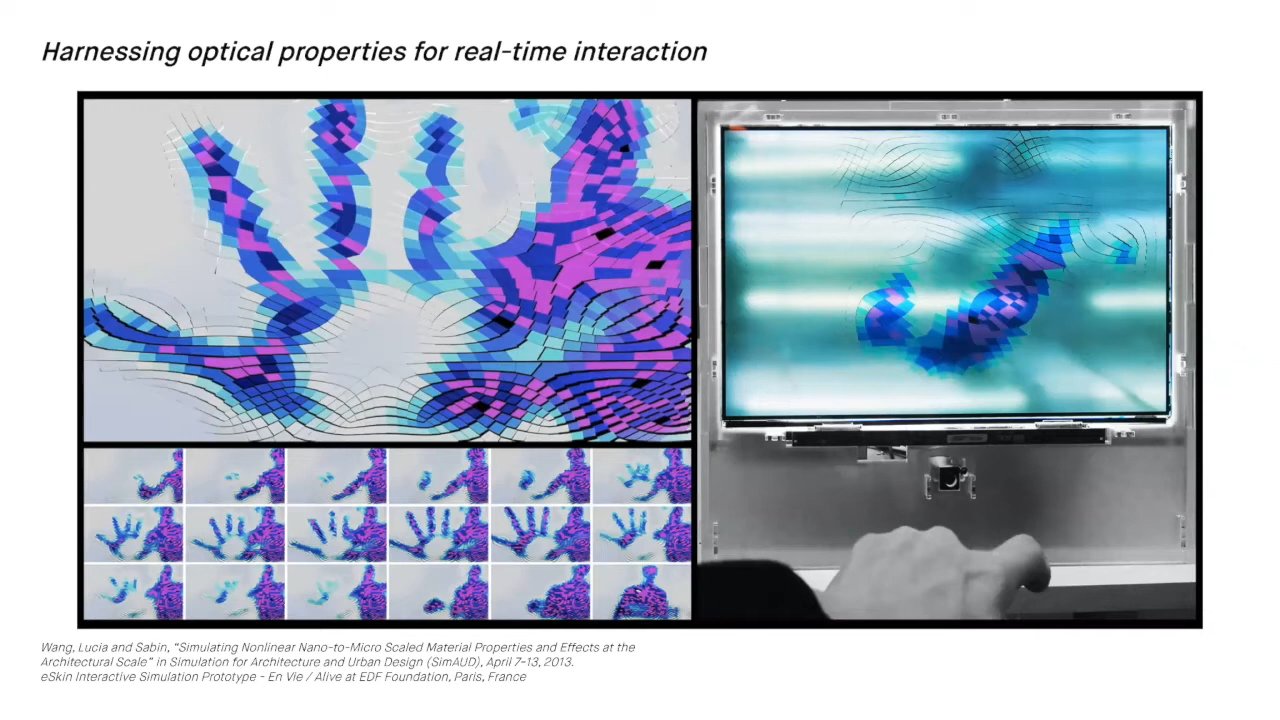 Harnessing optical properties for real-time interaction
Wang, Lucia and Sabin, “Simulating Nonlinear Nano-to-Micro Scaled Material Properties and Effects at the
Architectural Scale” in Simulation for Architecture and Urban Design (SimAUD), April 7-13, 2013.
eSkin Interactive Simulation Prototype - En Vie / Alive at EDF Foundation, Paris, France